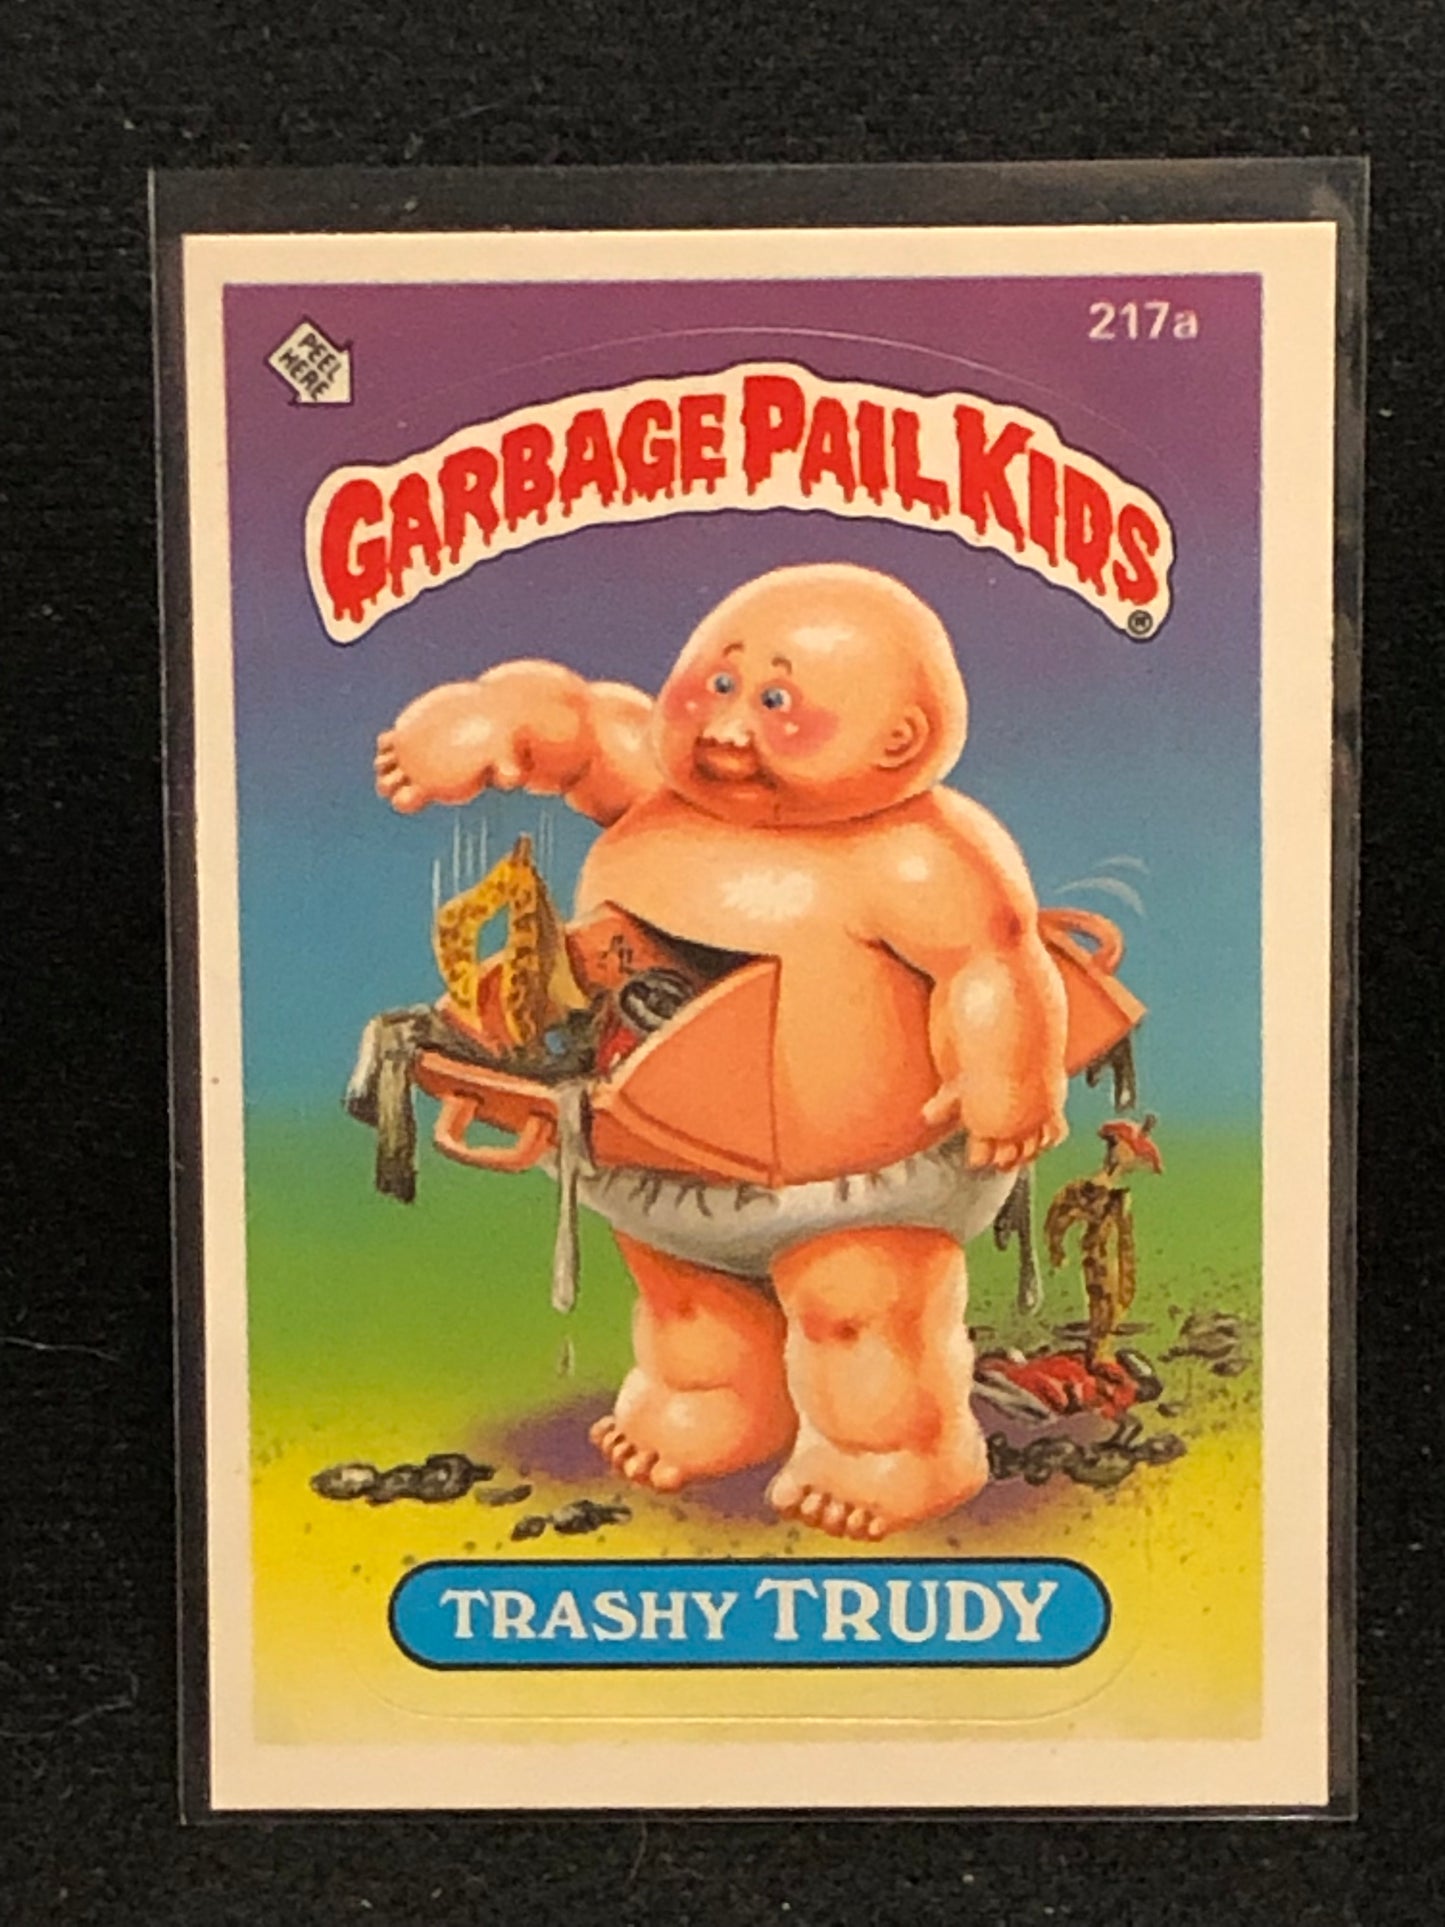 217a
PEEL
HERE
GARBAGE PAIL KIDS
®
TRASHY TRUDY